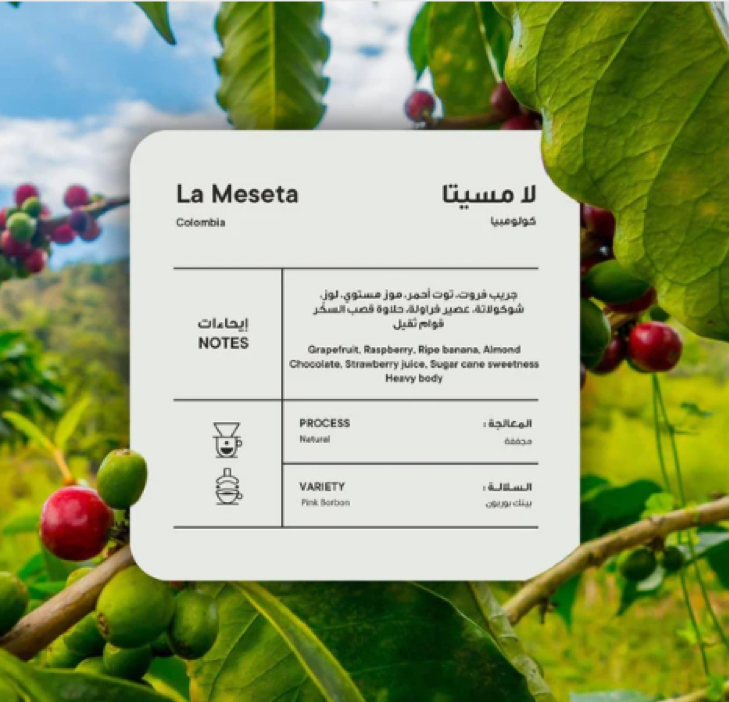 La Meseta
لا مسيتا
Colombia
كولومبيا
إيحاءات
NOTES
جريب فروت، توت أحمر، موز مستوي، لوز،
شوكولاتة، عصير فراولة، حلاوة قصب السكر
قوام ثقيل
Grapefruit, Raspberry, Ripe banana, Almond
Chocolate, Strawberry juice, Sugar cane sweetness
Heavy body
PROCESS
المعالجة :
Natural
مجففة
VARIETY
السلالة :
Pink Borbon
بينك بوربون